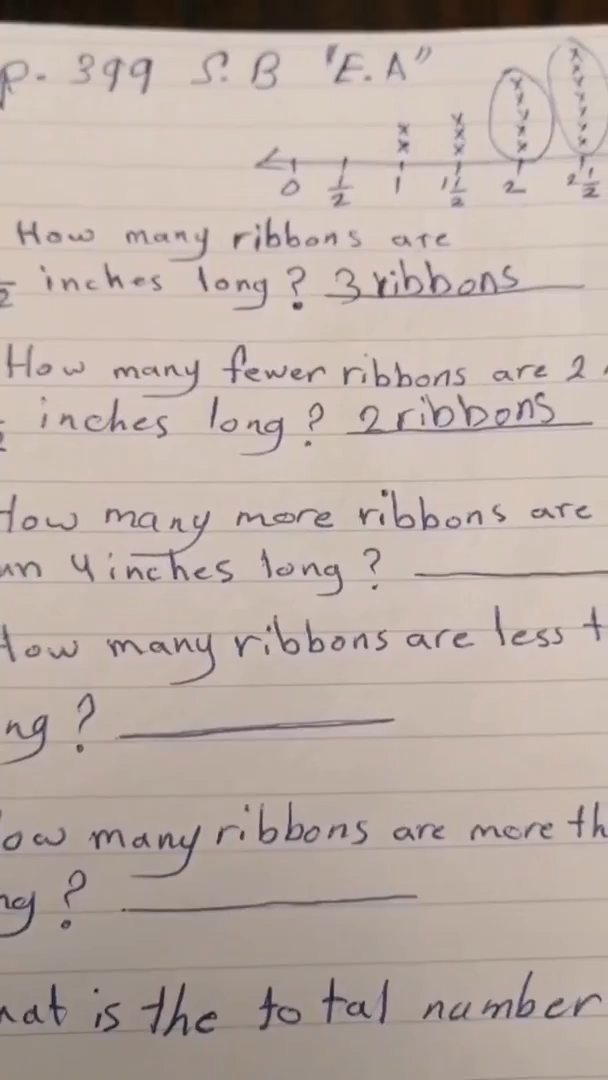 p. 399 S.B "E.A"
0 1/2 1 1 1/2 2 2 1/2
How many ribbons are
inches long? 3 ribbons
How many fewer ribbons are 2
inches long? 2 ribbons
How many more ribbons are
an 4 inches long?
How many ribbons are less t
ng?
ow many ribbons are more th
ng?
hat is the total number